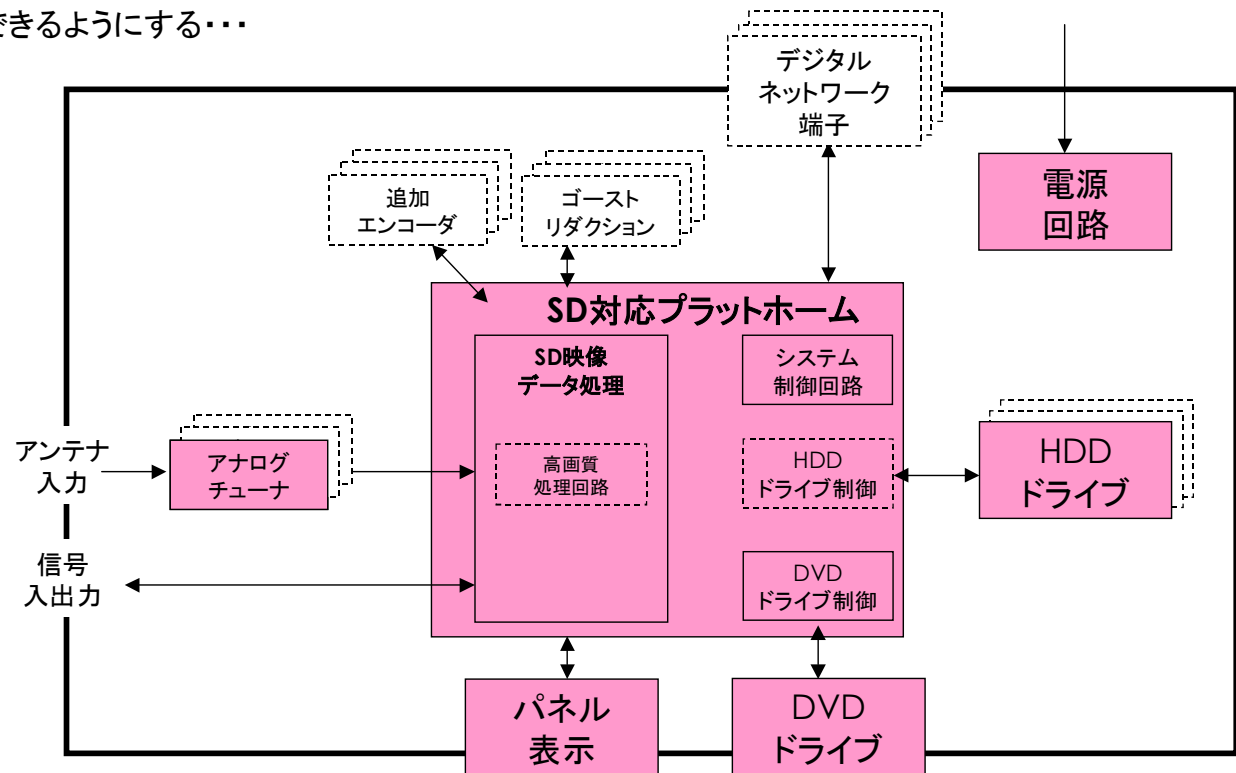 できるようにする・・・
デジタル
ネットワーク
端子
電源
回路
追加
エンコーダ
ゴースト
リダクション
SD対応プラットホーム
SD映像
データ処理
システム
制御回路
アンテナ
入力
アナログ
チューナ
高画質
処理回路
HDD
ドライブ制御
HDD
ドライブ
信号
入出力
DVD
ドライブ制御
パネル
表示
DVD
ドライブ